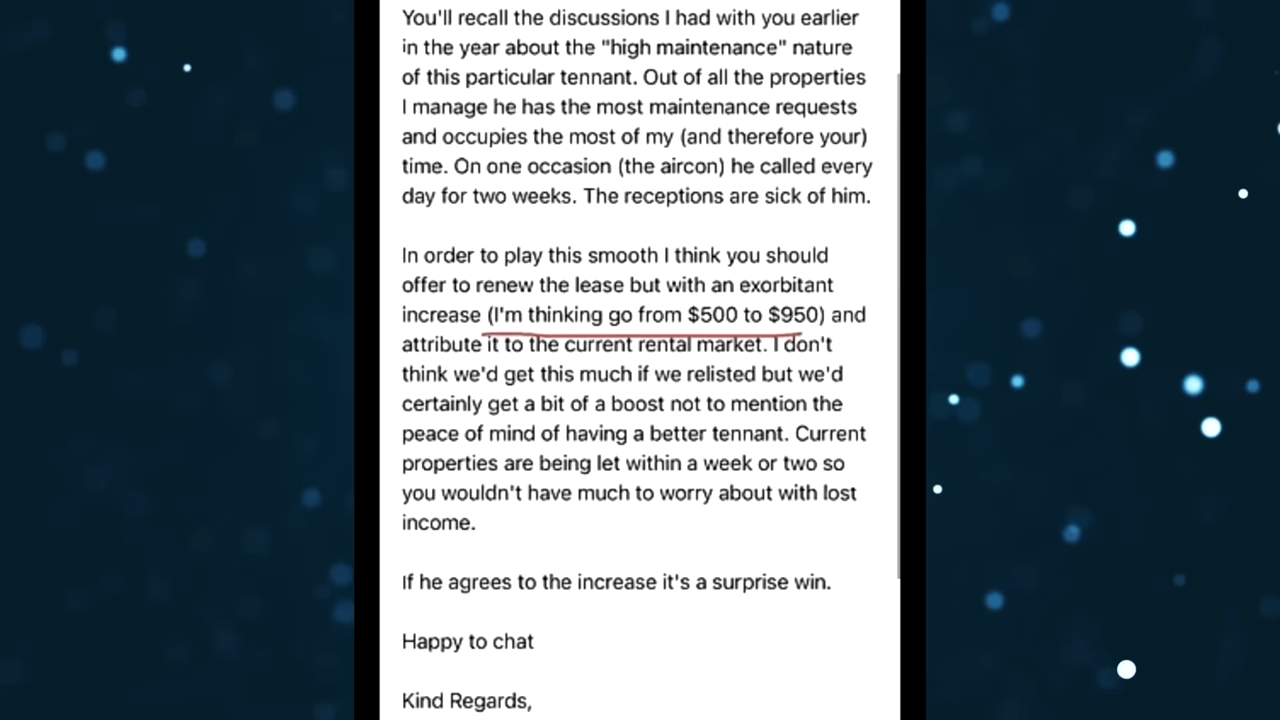 You'll recall the discussions I had with you earlier
in the year about the "high maintenance" nature
of this particular tennant. Out of all the properties
I manage he has the most maintenance requests
and occupies the most of my (and therefore your)
time. On one occasion (the aircon) he called every
day for two weeks. The receptions are sick of him.
In order to play this smooth I think you should
offer to renew the lease but with an exorbitant
increase (I'm thinking go from $500 to $950) and
attribute it to the current rental market. I don't
think we'd get this much if we relisted but we'd
certainly get a bit of a boost not to mention the
peace of mind of having a better tennant. Current
properties are being let within a week or two so
you wouldn't have much to worry about with lost
income.
If he agrees to the increase it's a surprise win.
Happy to chat
Kind Regards,